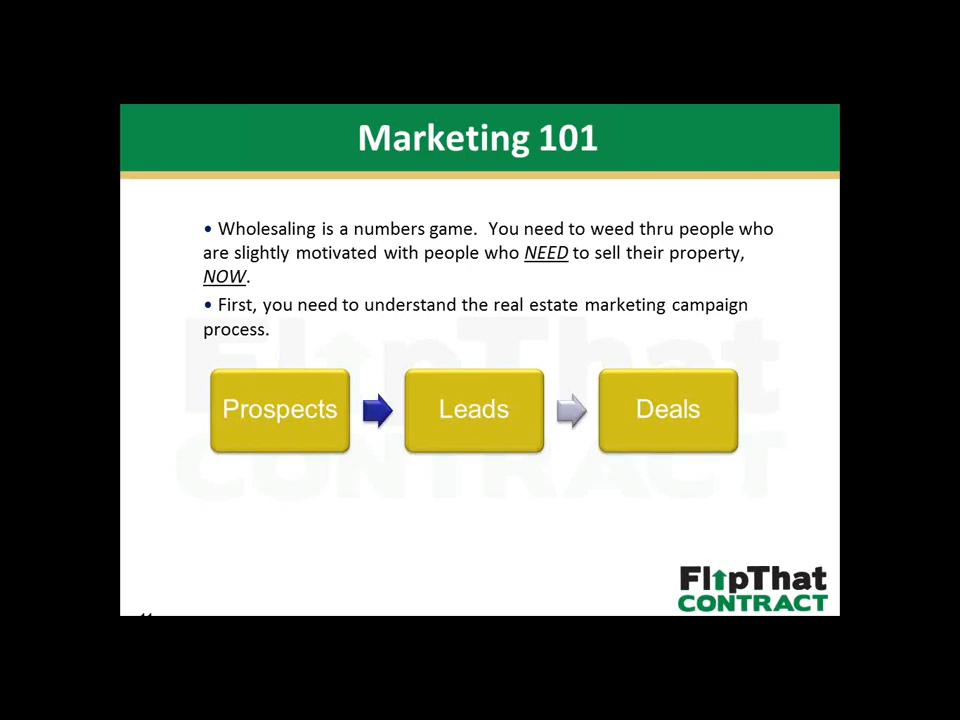 Marketing 101
• Wholesaling is a numbers game.  You need to weed thru people who
are slightly motivated with people who NEED to sell their property,
NOW.
• First, you need to understand the real estate marketing campaign
process.
FlipThat
CONTRACT
Prospects
Leads
Deals
FlipThat
CONTRACT